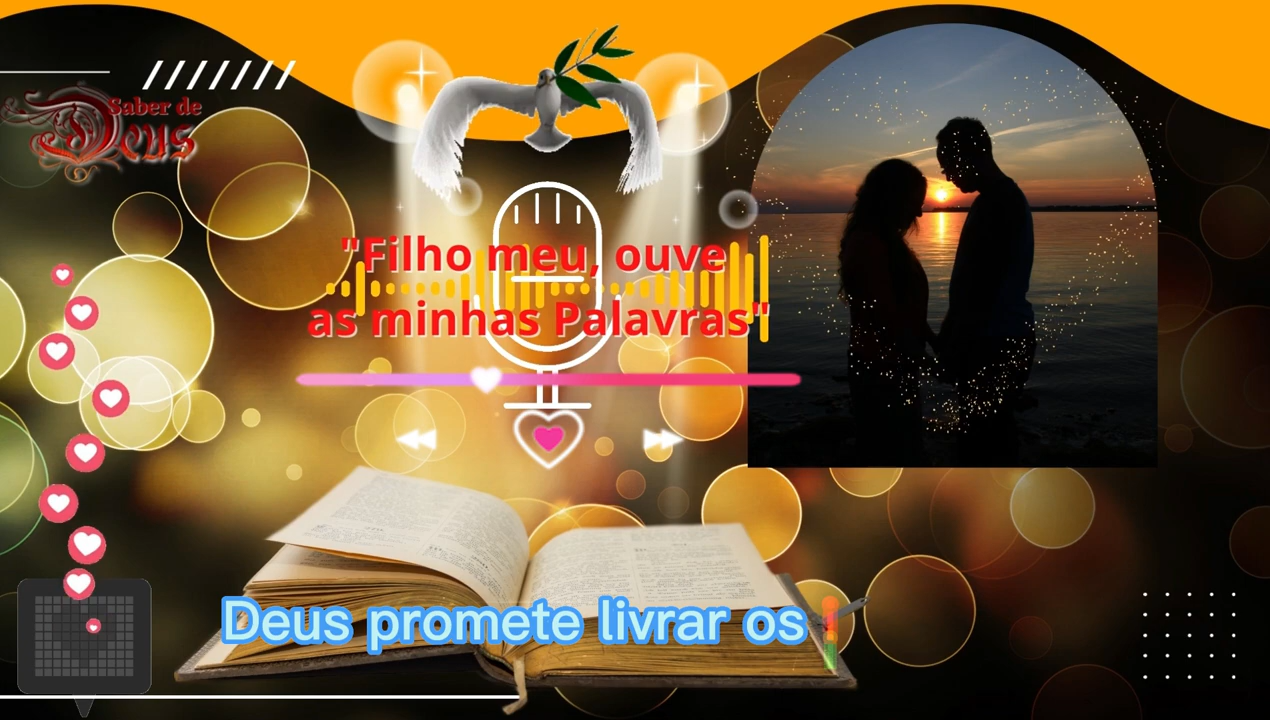 Saber de
Deus
"Filho meu, ouve
as minhas Palavras"
Deus promete livrar os